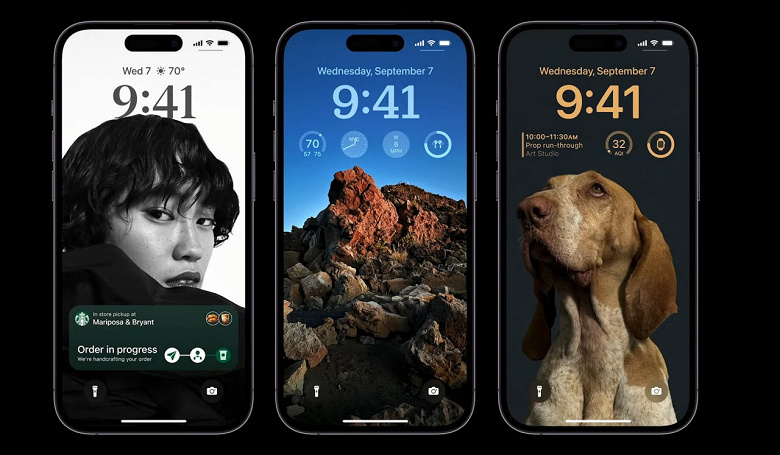 Wed 7 70°
9:41
in store pickup at
Mariposa & Bryant
Order in progress
We're handcrafting your order
Wednesday, September 7
9:41
70
57 75
NYC
W
6
MPH
Wednesday, September 7
9:41
10:00–11:30AM
Prop run-through
Art Studio
32
AQI